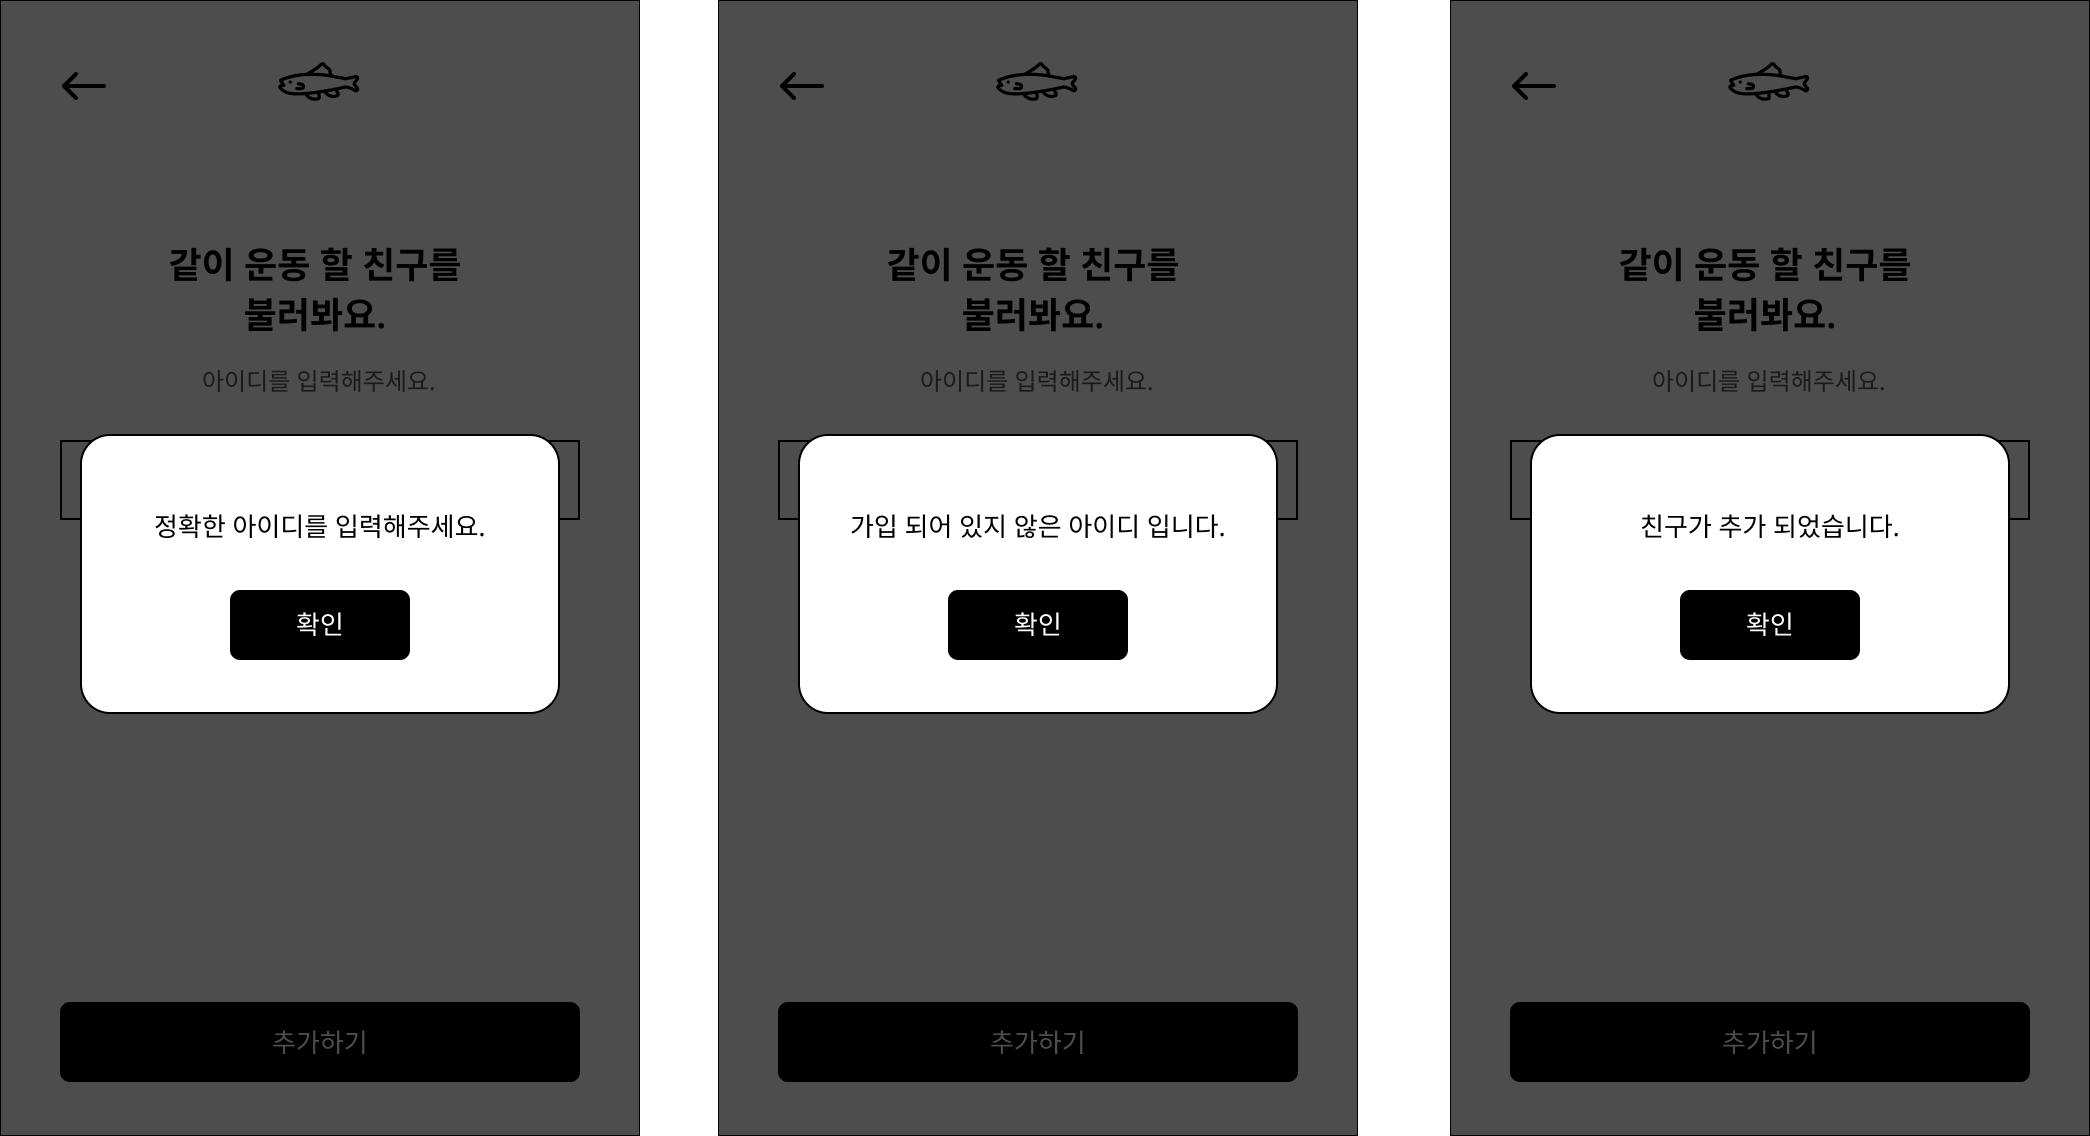 같이 운동 할 친구를
불러봐요.
아이디를 입력해주세요.
정확한 아이디를 입력해주세요.
확인
추가하기
같이 운동 할 친구를
불러봐요.
아이디를 입력해주세요.
가입 되어 있지 않은 아이디 입니다.
확인
추가하기
같이 운동 할 친구를
불러봐요.
아이디를 입력해주세요.
친구가 추가 되었습니다.
확인
추가하기